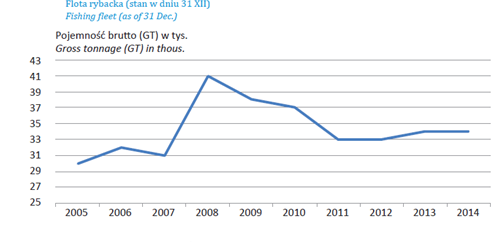 Flota rybacka (stan w dniu 31 XII)
Fishing fleet (as of 31 Dec.)
Pojemność brutto (GT) w tys.
Gross tonnage (GT) in thous.
43
41
39
37
35
33
31
29
27
25
2005 2006 2007 2008 2009 2010 2011 2012 2013 2014